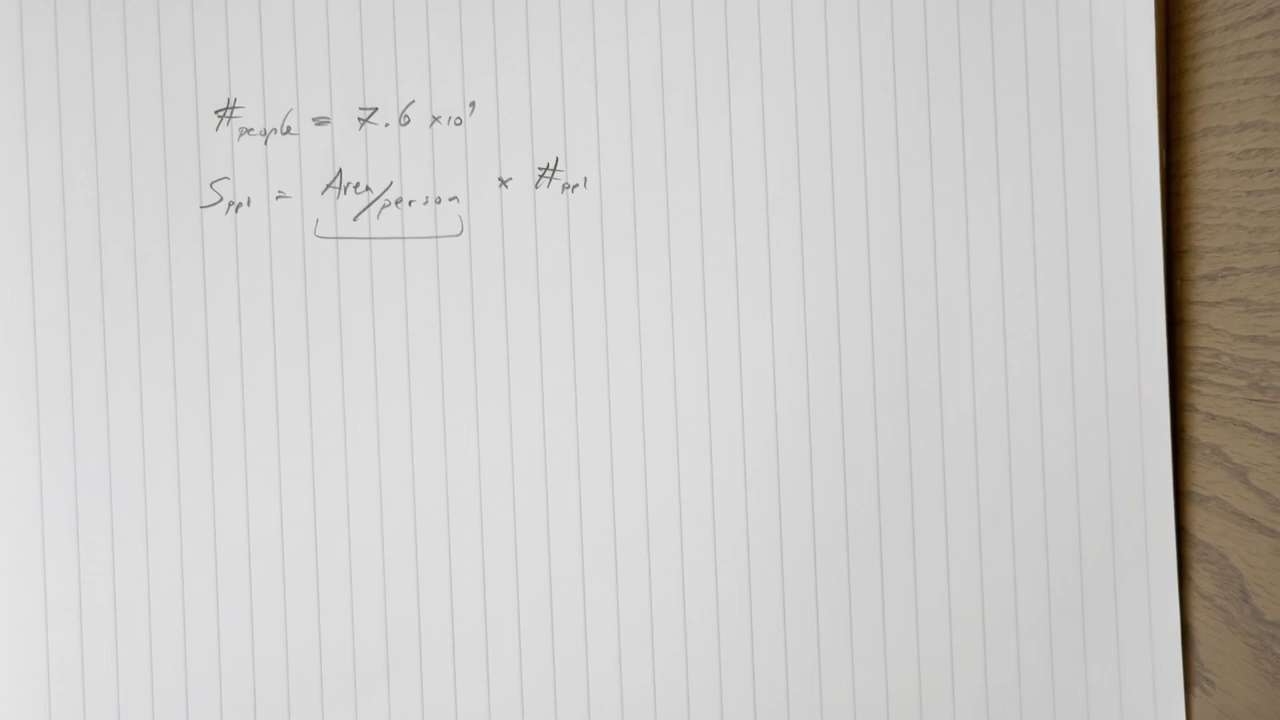 #people = 7.6 ×10⁹
Sppl = Area/person × #ppl